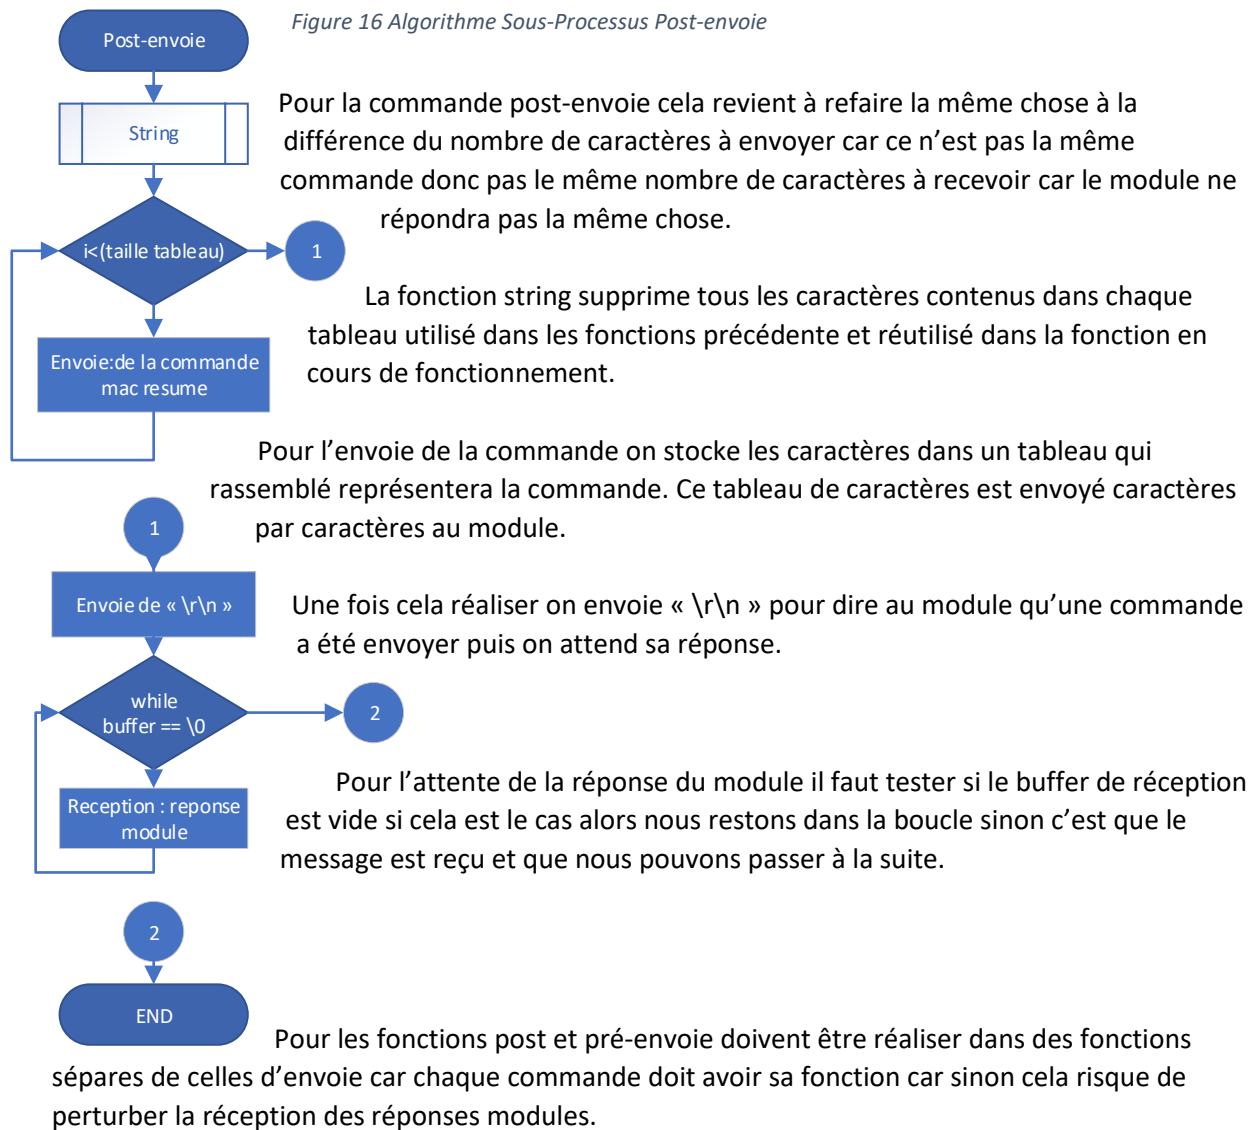 Figure 16 Algorithme Sous-Processus Post-envoie
Post-envoie
String
i<(taille tableau)
1
Envoie:de la commande
mac resume
Pour la commande post-envoie cela revient à refaire la même chose à la
différence du nombre de caractères à envoyer car ce n’est pas la même
commande donc pas le même nombre de caractères à recevoir car le module ne
répondra pas la même chose.
La fonction string supprime tous les caractères contenus dans chaque
tableau utilisé dans les fonctions précédente et réutilisé dans la fonction en
cours de fonctionnement.
Pour l’envoie de la commande on stocke les caractères dans un tableau qui
rassemblé représentera la commande. Ce tableau de caractères est envoyé caractères
par caractères au module.
1
Envoie de « \r\n »
Une fois cela réaliser on envoie « \r\n » pour dire au module qu’une commande
a été envoyer puis on attend sa réponse.
while
buffer == \0
2
Reception : reponse
module
Pour l’attente de la réponse du module il faut tester si le buffer de réception
est vide si cela est le cas alors nous restons dans la boucle sinon c’est que le
message est reçu et que nous pouvons passer à la suite.
2
END
Pour les fonctions post et pré-envoie doivent être réaliser dans des fonctions
sépares de celles d’envoie car chaque commande doit avoir sa fonction car sinon cela risque de
perturber la réception des réponses modules.